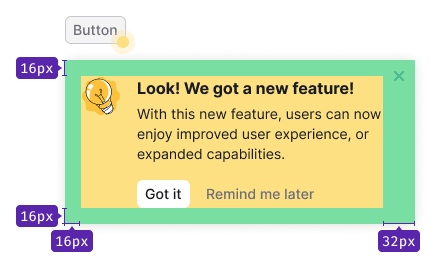 Button
16px
Look! We got a new feature!
With this new feature, users can now
enjoy improved user experience, or
expanded capabilities.
Got it
Remind me later
16px
16px
32px